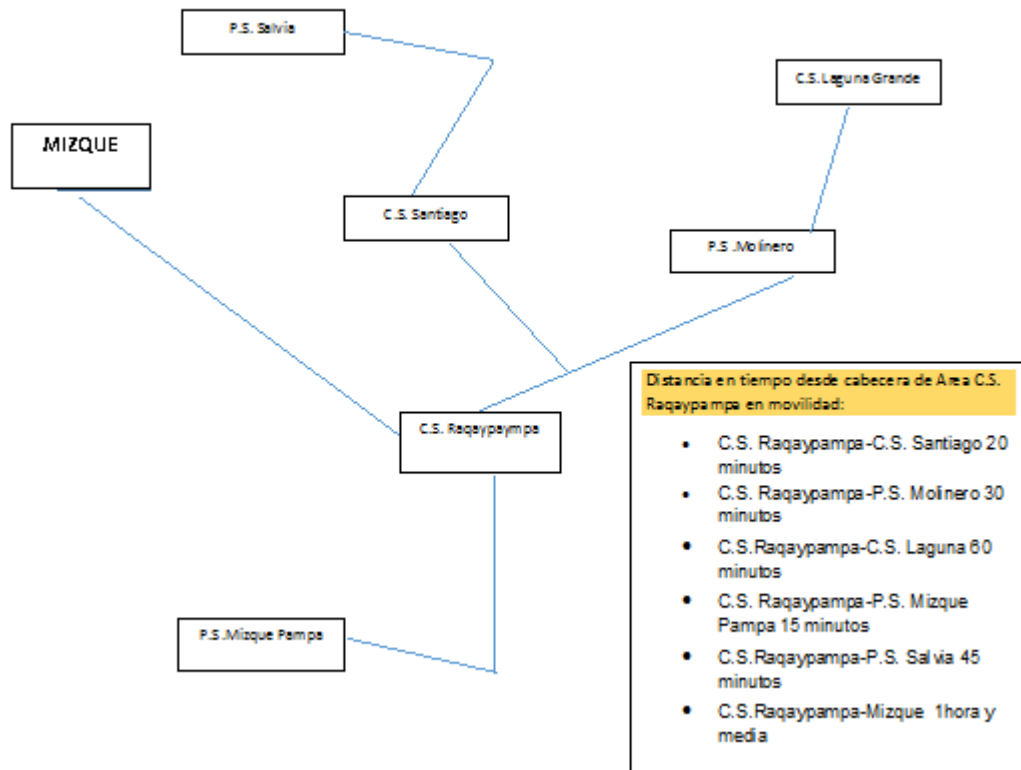 P.S. Salvia
C.S. Laguna Grande
MIZQUE
C.S. Santiago
P.S .Molinero
C.S. Raqaypaympa
P.S.Mizque Pampa
Distancia en tiempo desde cabecera de Area C.S.
Raqaypampa en movilidad:
• C.S. Raqaypampa-C.S. Santiago 20
minutos
• C.S. Raqaypampa-P.S. Molinero 30
minutos
• C.S.Raqaypampa-C.S. Laguna 60
minutos
• C.S. Raqaypampa-P.S. Mizque
Pampa 15 minutos
• C.S.Raqaypampa-P.S. Salvia 45
minutos
• C.S.Raqaypampa-Mizque 1hora y
media